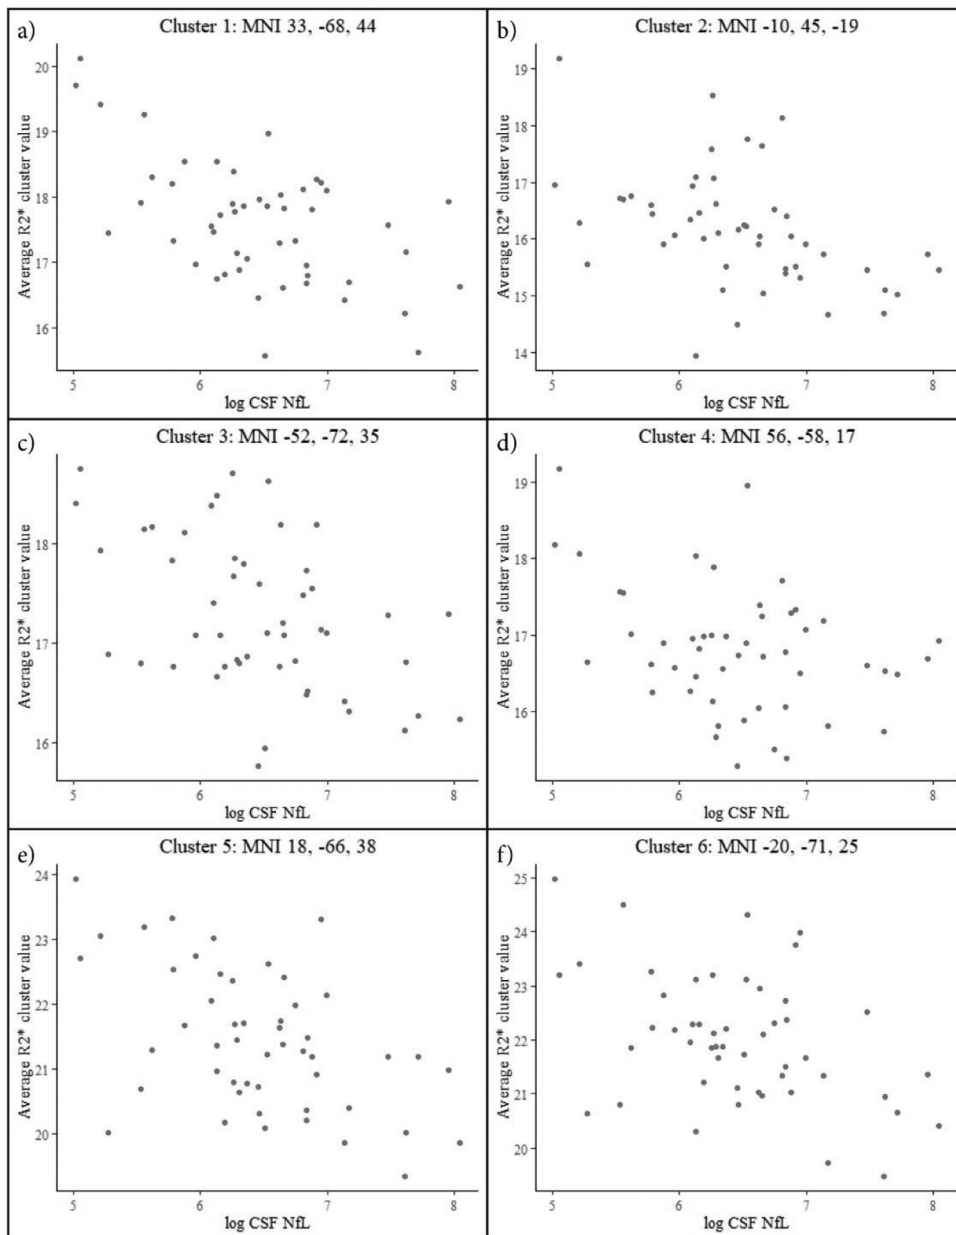 a)
Cluster 1: MNI 33, -68, 44
Average R2* cluster value
20
19
18
17
16
5 6 7 8
log CSF NfL
b)
Cluster 2: MNI -10, 45, -19
Average R2* cluster value
19
18
17
16
15
14
5 6 7 8
log CSF NfL
c)
Cluster 3: MNI -52, -72, 35
Average R2* cluster value
18
17
16
5 6 7 8
log CSF NfL
d)
Cluster 4: MNI 56, -58, 17
Average R2* cluster value
19
18
17
16
5 6 7 8
log CSF NfL
e)
Cluster 5: MNI 18, -66, 38
Average R2* cluster value
24
23
22
21
20
5 6 7 8
log CSF NfL
f)
Cluster 6: MNI -20, -71, 25
Average R2* cluster value
25
24
23
22
21
20
5 6 7 8
log CSF NfL